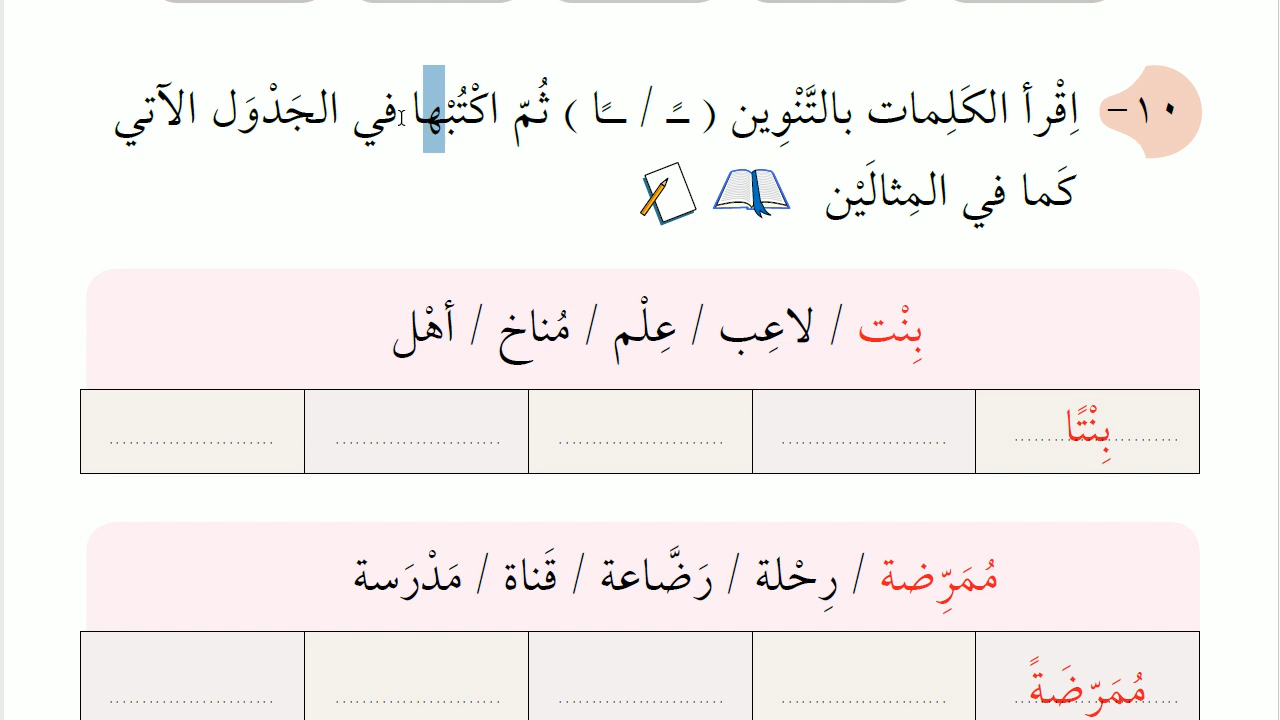 ١٠- اِقْرأ الكَلِمات بالتَّنْوِين ( ـً / ـًا ) ثُمّ اكْتُبْها في الجَدْوَل الآتي
كَما في المِثالَيْن
بِنْت / لاعِب / عِلْم / مُناخ / أهْل
بِنْتًا ........................ ........................ ........................ ........................
مُمَرِّضة / رِحْلة / رَضَّاعة / قَناة / مَدْرَسة
مُمَرّضَةً ........................ ........................ ........................ ........................